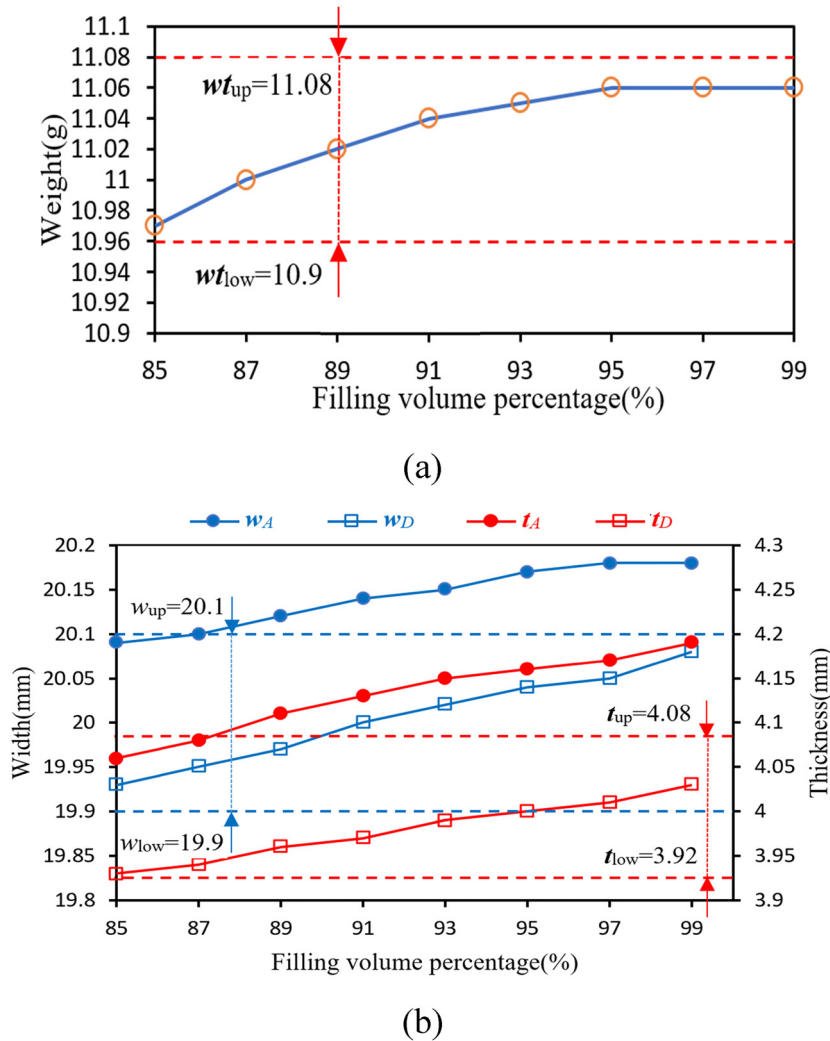 11.1
11.08
11.06
11.04
11.02
11
10.98
10.96
10.94
10.92
10.9
Weight(g)
wtup=11.08
wtlow=10.9
85 87 89 91 93 95 97 99
Filling volume percentage(%)
(a)
wA wD tA tD
20.2
20.15
20.1
20.05
20
19.95
19.9
19.85
19.8
Width(mm)
wup=20.1
wlow=19.9
tup=4.08
tlow=3.92
4.3
4.25
4.2
4.15
4.1
4.05
4
3.95
3.9
Thickness(mm)
85 87 89 91 93 95 97 99
Filling volume percentage(%)
(b)